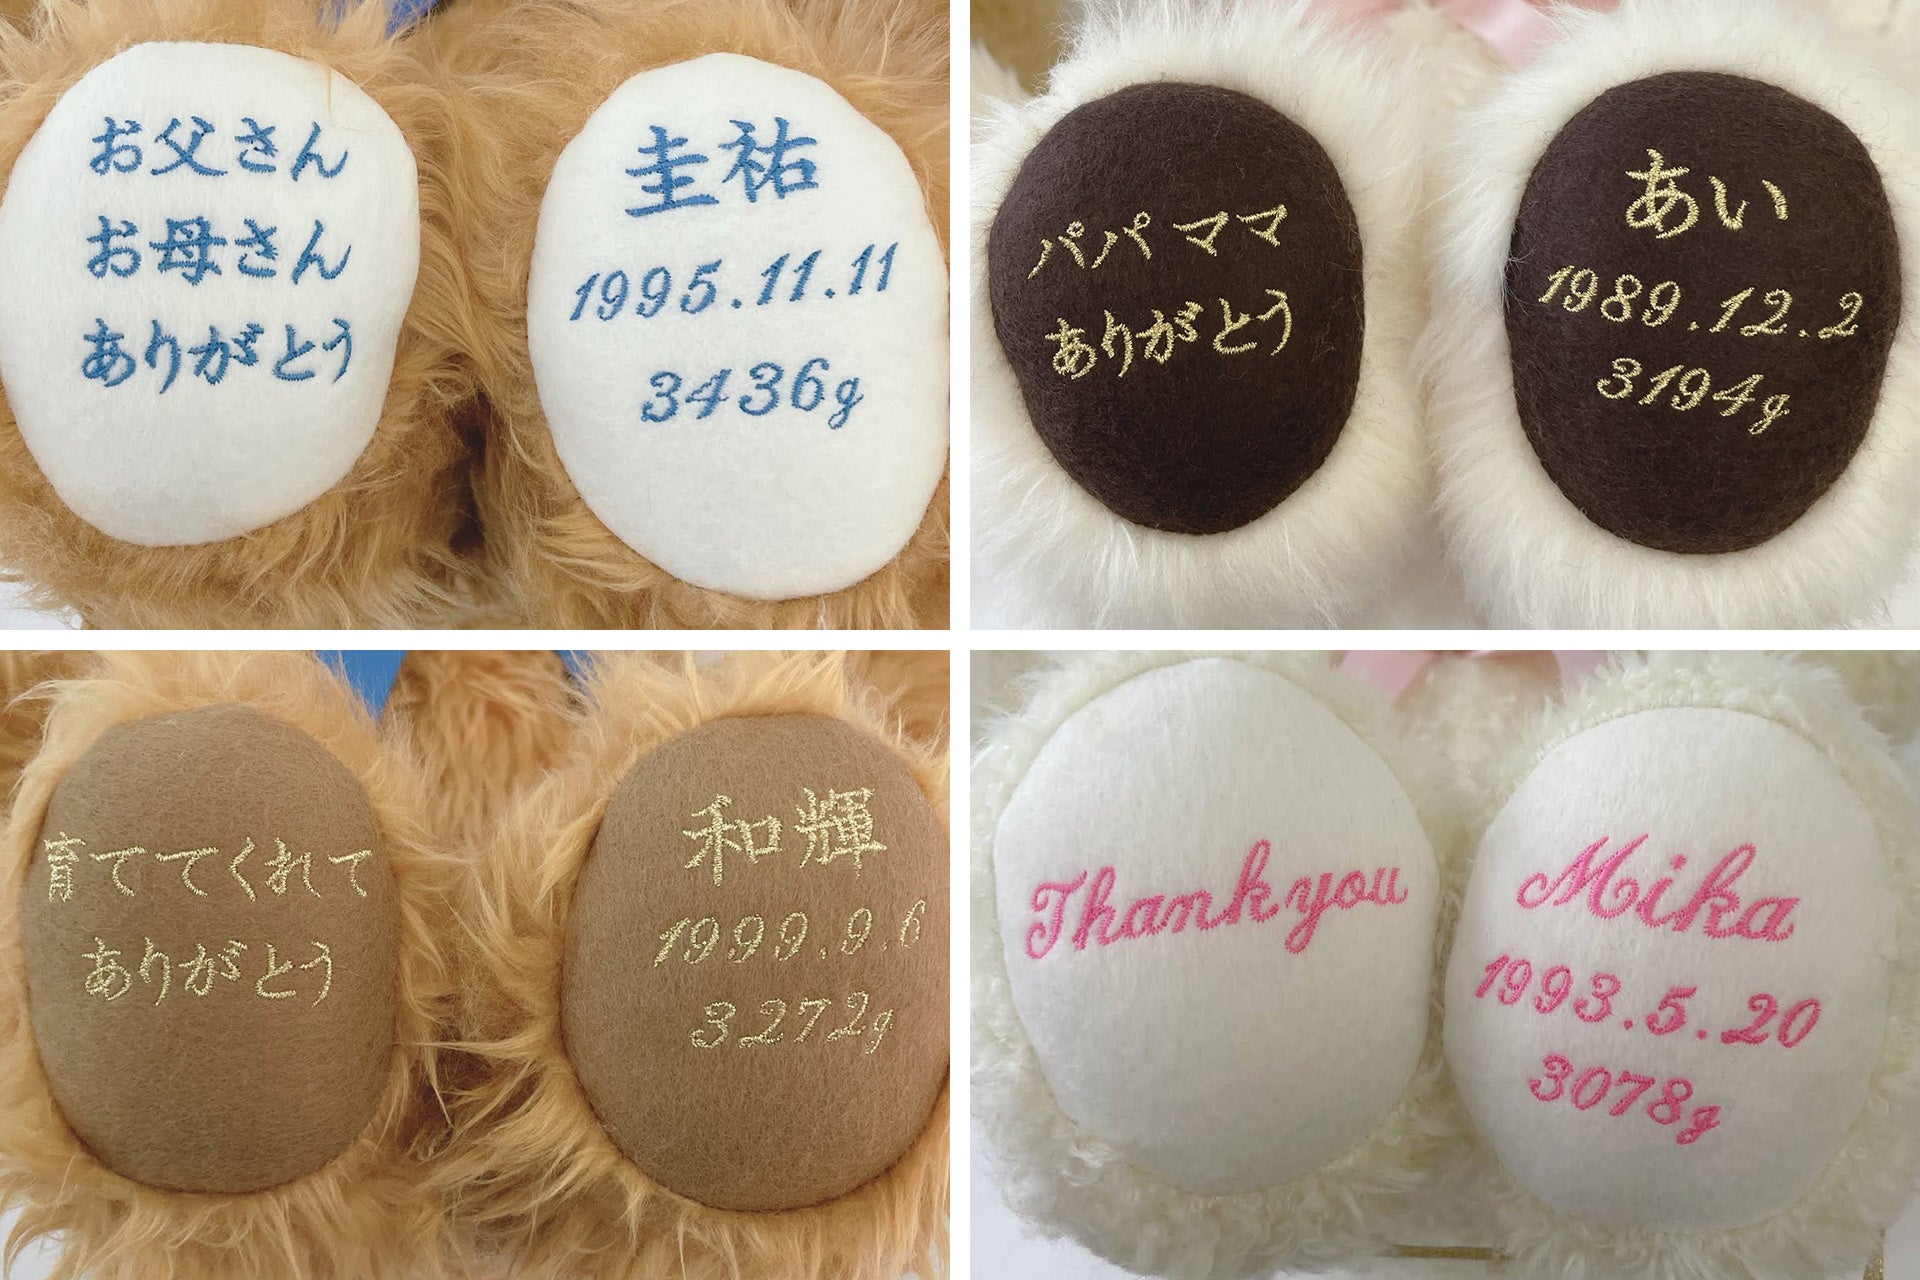 お父さん
お母さん
ありがとう
圭祐
1995.11.11
3436g
パパ ママ
ありがとう
あい
1989.12.2
3194g
育ててくれて
ありがとう
和輝
1999.9.6
3272g
Thank you
Mika
1993.5.20
3078g